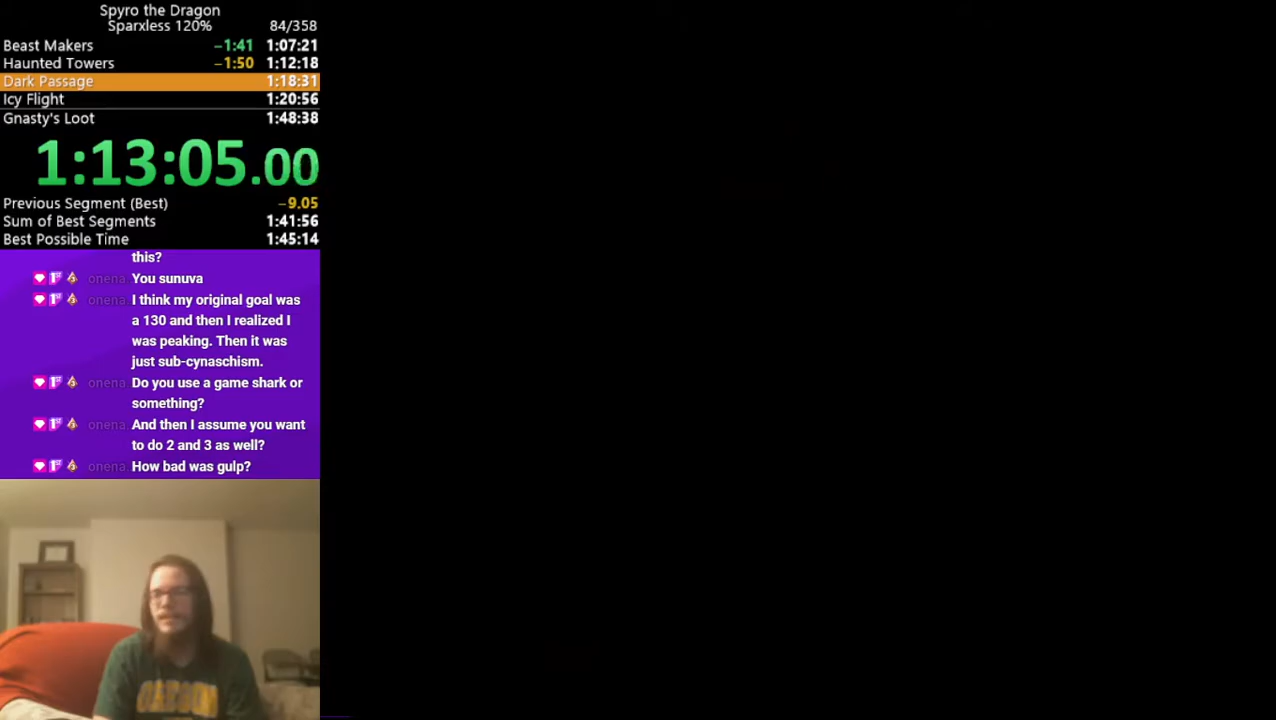 Spyro the Dragon
Sparxless 120% 84/358
Beast Makers -1:41 1:07:21
Haunted Towers -1:50 1:12:18
Dark Passage 1:18:31
Icy Flight 1:20:56
Gnasty's Loot 1:48:38
1:13:05.00
Previous Segment (Best) -9.05
Sum of Best Segments 1:41:56
Best Possible Time 1:45:14
this?
onena: You sunuva
onena: I think my original goal was
a 130 and then I realized I
was peaking. Then it was
just sub-cynaschism.
onena: Do you use a game shark or
something?
onena: And then I assume you want
to do 2 and 3 as well?
onena: How bad was gulp?